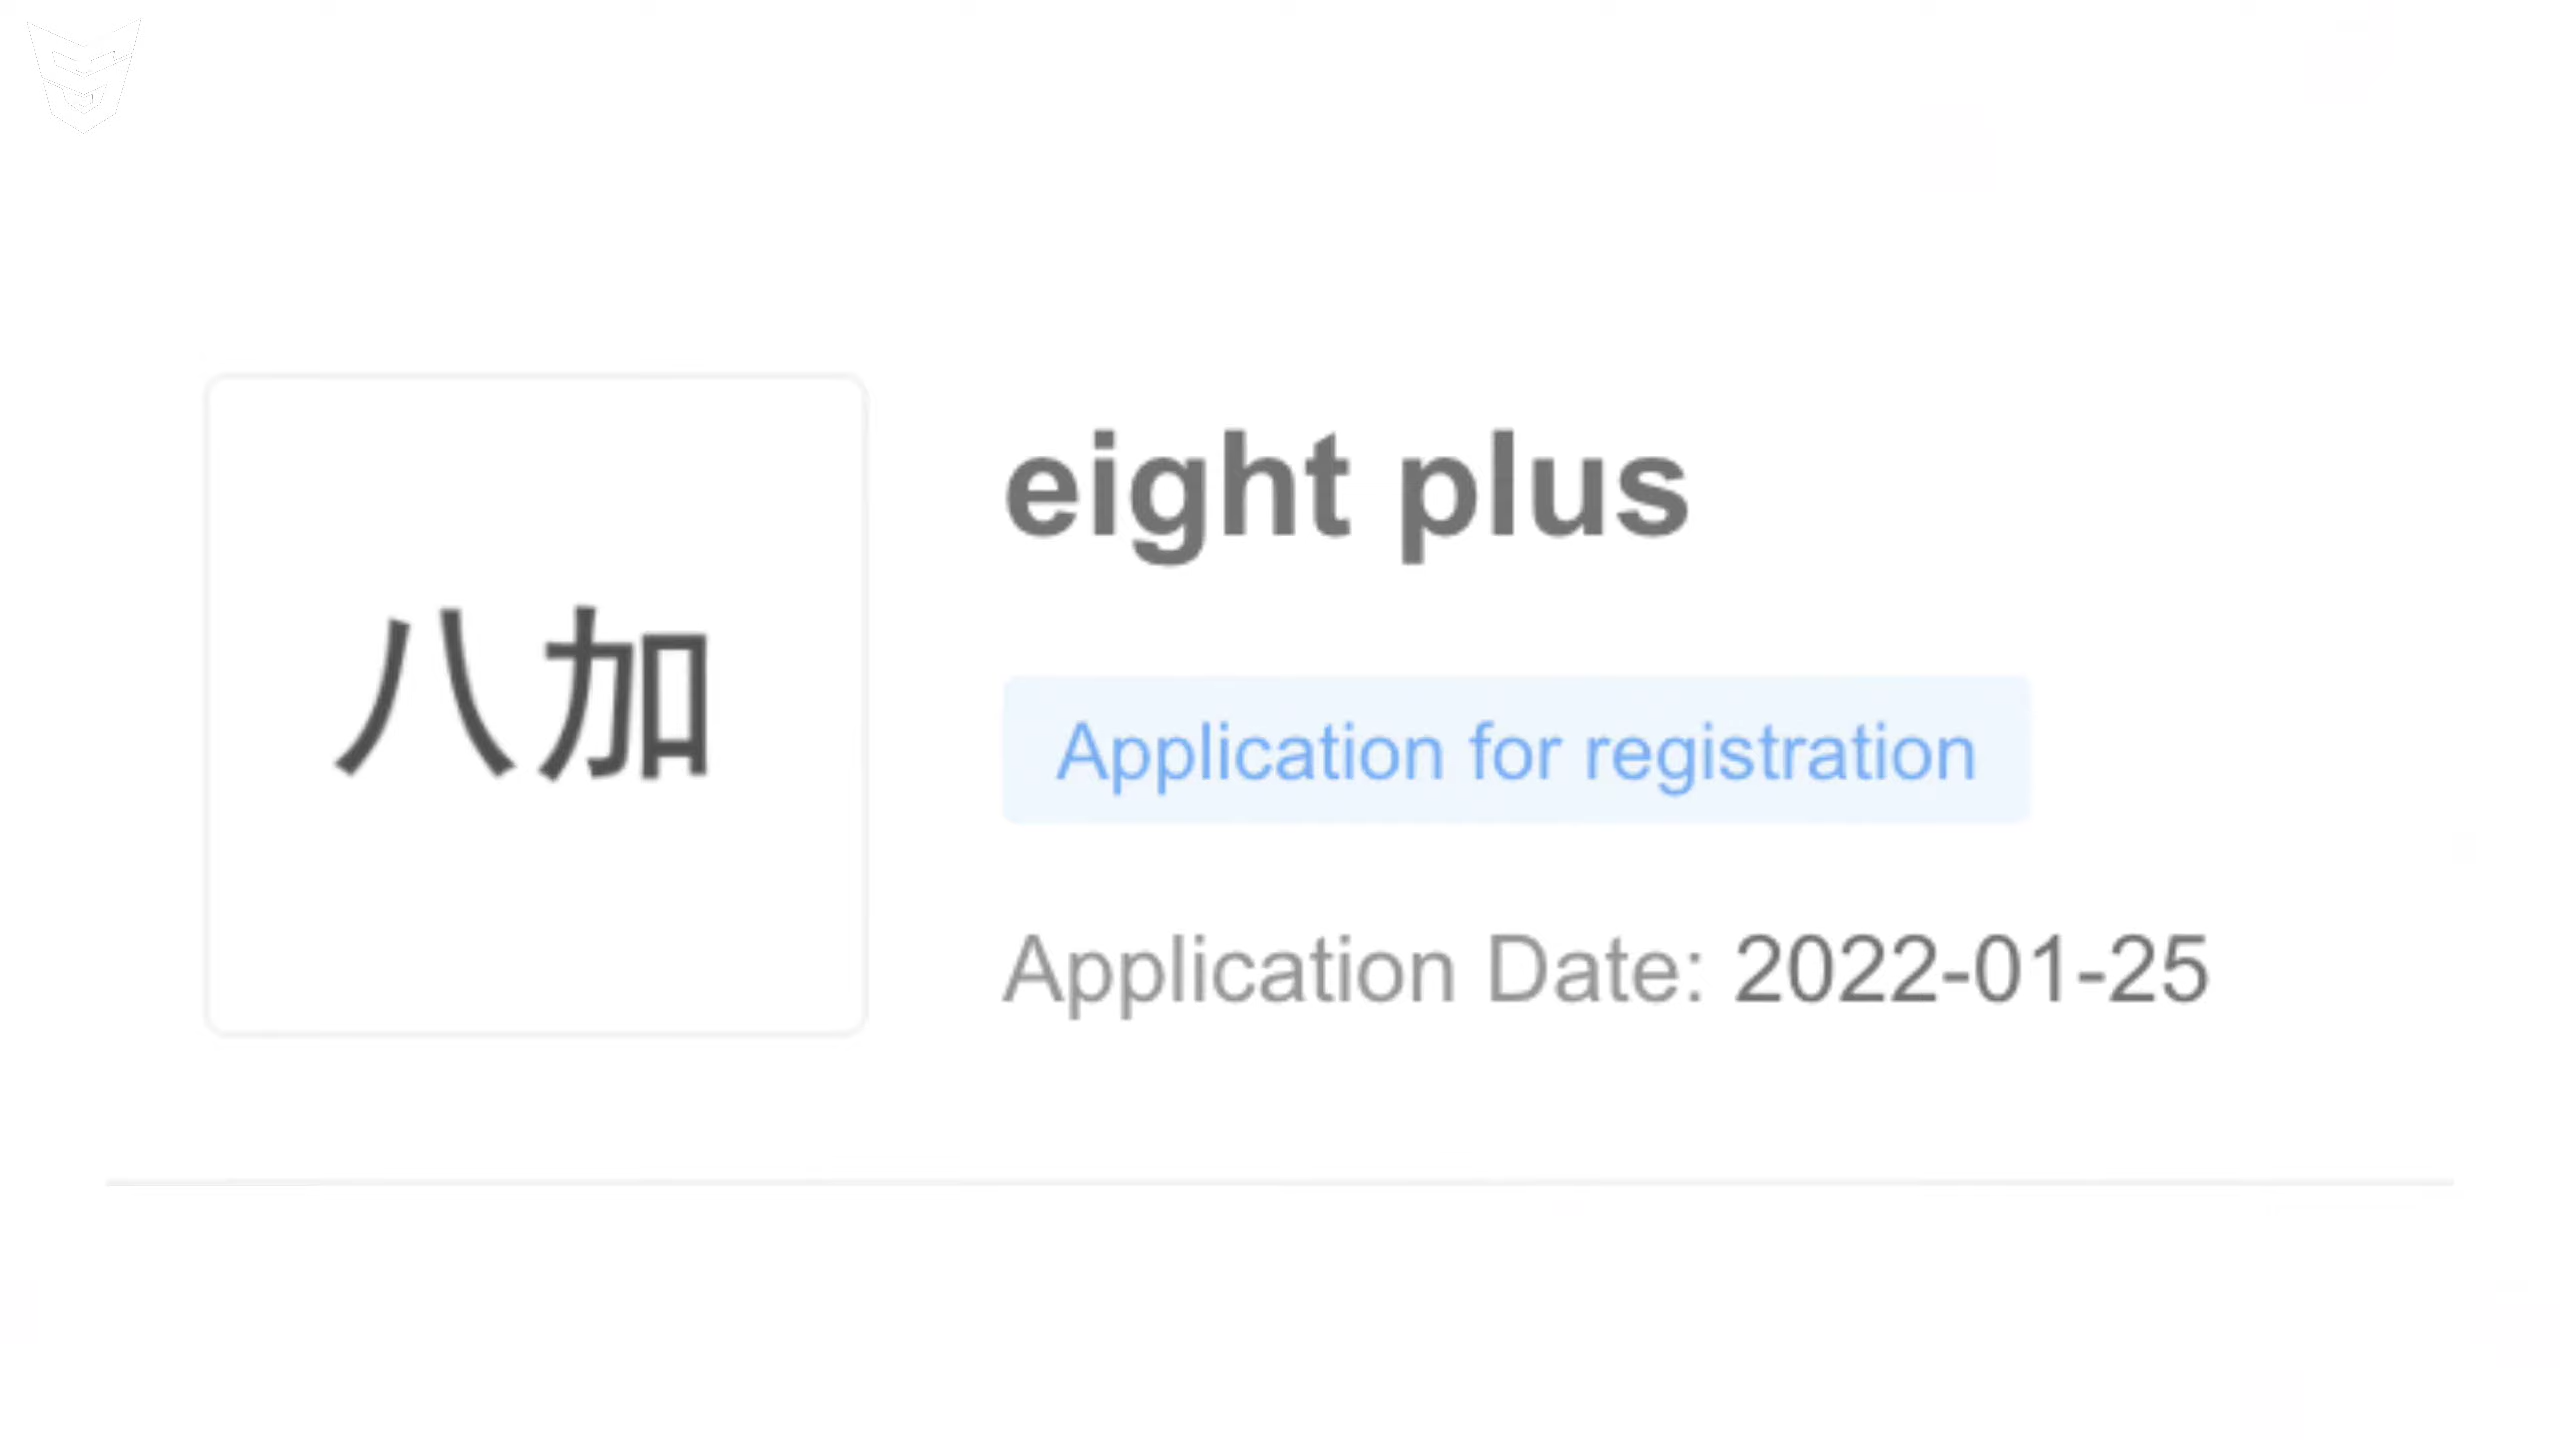 八加
eight plus
Application for registration
Application Date: 2022-01-25